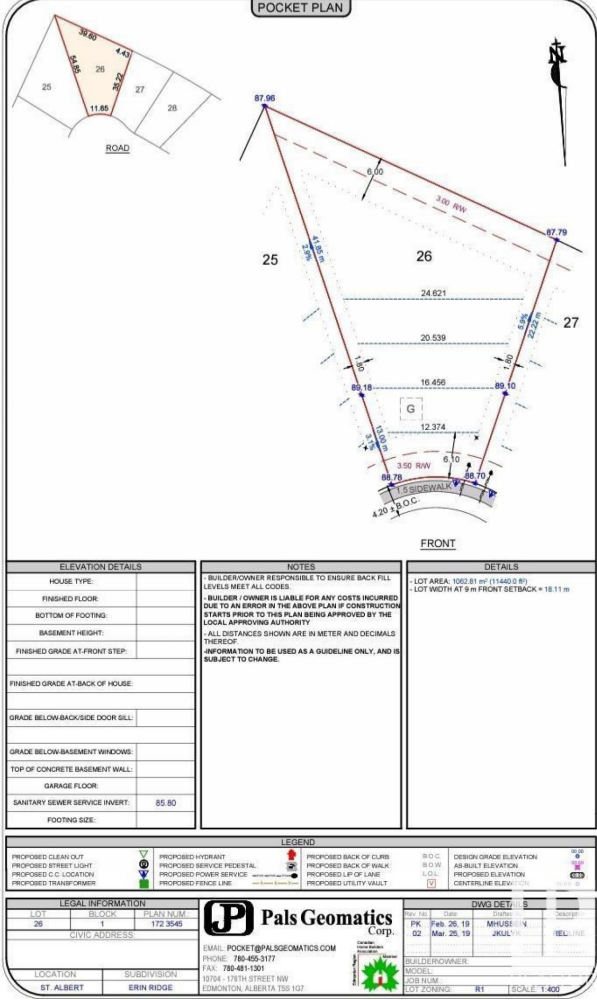 POCKET PLAN
39.60
4.43
54.85
26
35.22
25
27
11.65
28
ROAD
N
87.96
6.00
3.00 R/W
87.79
25
26
41.85 m
2.9%
24.621
5.9%
22.22 m
27
20.539
1.80
1.80
89.18
16.456
89.10
G
13.00 m
3.1%
12.374
6.10
3.50 R/W
88.78
88.70
1.5 SIDEWALK
4.20 ± B.O.C.
FRONT
ELEVATION DETAILS
HOUSE TYPE:
FINISHED FLOOR:
BOTTOM OF FOOTING:
BASEMENT HEIGHT:
FINISHED GRADE-AT-FRONT STEP:
FINISHED GRADE-AT-BACK OF HOUSE:
GRADE BELOW-BACK/SIDE DOOR SILL:
GRADE BELOW-BASEMENT WINDOWS:
TOP OF CONCRETE BASEMENT WALL:
GARAGE FLOOR:
SANITARY SEWER SERVICE INVERT: 85.80
FOOTING SIZE:
NOTES
- BUILDER/OWNER RESPONSIBLE TO ENSURE BACK FILL
LEVELS MEET ALL CODES.
- BUILDER / OWNER IS LIABLE FOR ANY COSTS INCURRED
DUE TO AN ERROR IN THE ABOVE PLAN IF CONSTRUCTION
STARTS PRIOR TO THIS PLAN BEING APPROVED BY THE
LOCAL APPROVING AUTHORITY
- ALL DISTANCES SHOWN ARE IN METER AND DECIMALS
THEREOF.
-INFORMATION TO BE USED AS A GUIDELINE ONLY, AND IS
SUBJECT TO CHANGE.
DETAILS
- LOT AREA: 1062.81 m² (11440.0 ft²)
- LOT WIDTH AT 9 m FRONT SETBACK = 18.11 m
LEGEND
PROPOSED CLEAN OUT
PROPOSED STREET LIGHT
PROPOSED C.C. LOCATION
PROPOSED TRANSFORMER
PROPOSED HYDRANT
PROPOSED SERVICE PEDESTAL
PROPOSED POWER SERVICE
PROPOSED FENCE LINE
PROPOSED BACK OF CURB B.O.C.
PROPOSED BACK OF WALK B.O.W.
PROPOSED LIP OF LANE L.O.L.
PROPOSED UTILITY VAULT V
DESIGN GRADE ELEVATION 00.00
AS-BUILT ELEVATION
PROPOSED ELEVATION
CENTERLINE ELEVATION
LEGAL INFORMATION
LOT BLOCK PLAN NUM.:
26 1 172 3545
CIVIC ADDRESS
LOCATION SUBDIVISION
ST. ALBERT ERIN RIDGE
JP Pals Geomatics
Corp.
EMAIL: POCKET@PALSGEOMATICS.COM
PHONE: 780-455-3177
FAX: 780-481-1301
10704 - 176TH STREET NW
EDMONTON, ALBERTA T5S 1G7
Canadian
Home Builders
Association
Edmonton Region
Member
DWG DETAILS
Rev. No. Date
PK Feb. 26, 19 MHUSSEIN
02 Mar. 25, 19
BUILDER\OWNER:
MODEL:
JOB NUM.:
LOT ZONING: R1 SCALE: 1:400